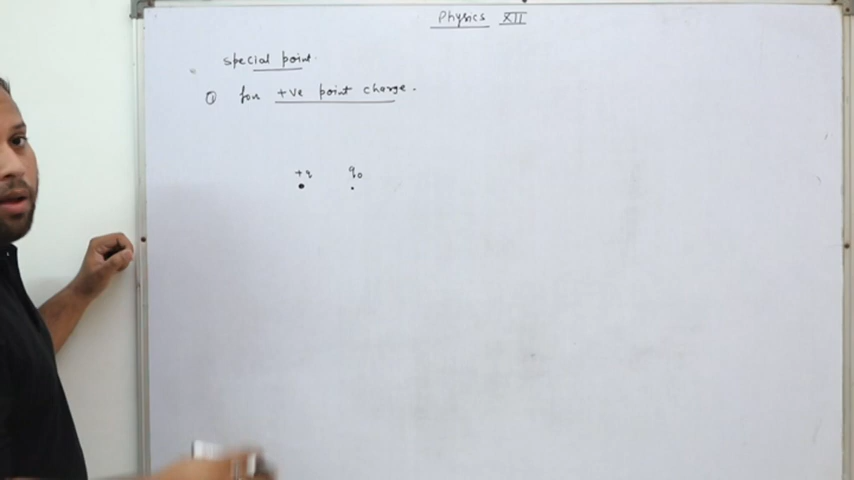 Physics XII
special point.
① for +ve point charge.
+q q₀